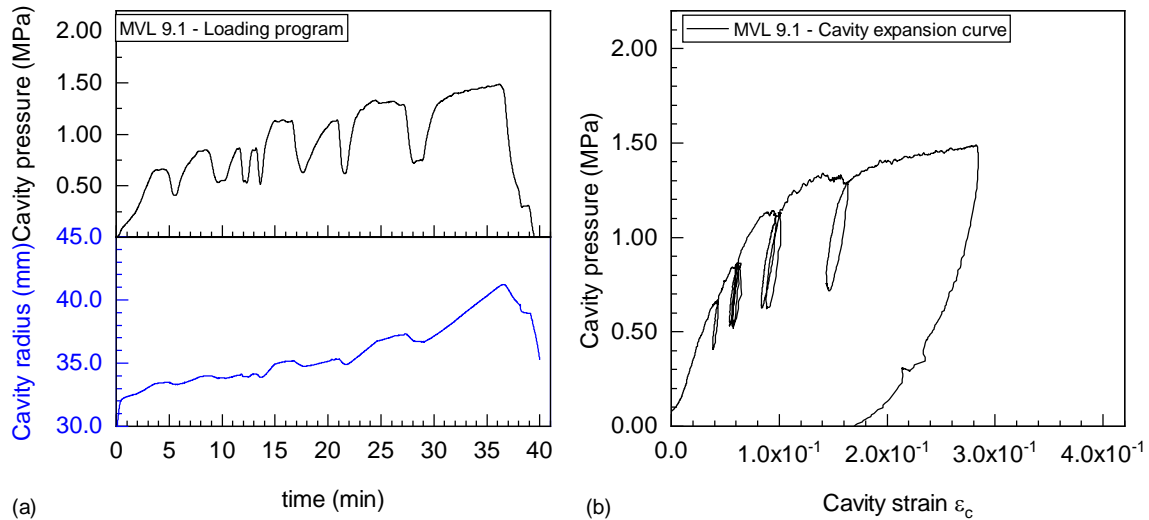 MVL 9.1 - Loading program
Cavity pressure (MPa)
2.00
1.50
1.00
0.50
Cavity radius (mm)
45.0
40.0
35.0
30.0
0 5 10 15 20 25 30 35 40
time (min)
(a)
MVL 9.1 - Cavity expansion curve
Cavity pressure (MPa)
2.00
1.50
1.00
0.50
0.00
0.0 1.0x10⁻¹ 2.0x10⁻¹ 3.0x10⁻¹ 4.0x10⁻¹
Cavity strain ε_c
(b)